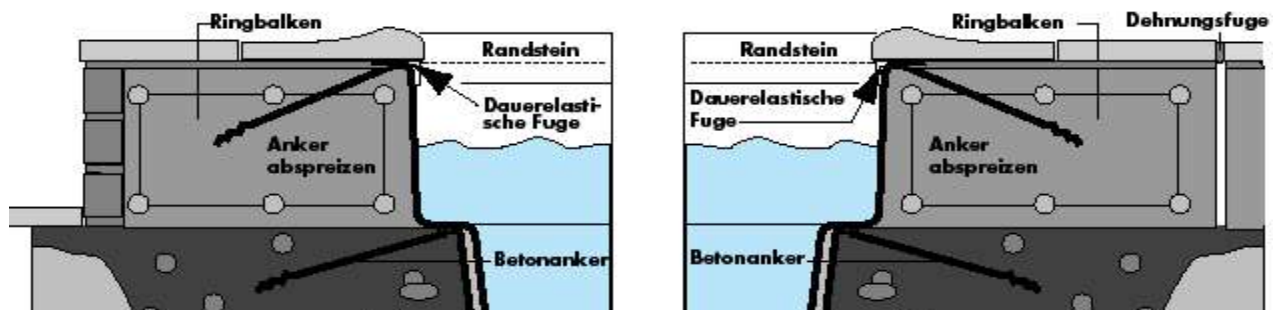 Ringbalken
Randstein
Dauerelasti-
sche Fuge
Anker
abspreizen
Betonanker
Ringbalken
Dehnungsfuge
Randstein
Dauerelastische
Fuge
Anker
abspreizen
Betonanker